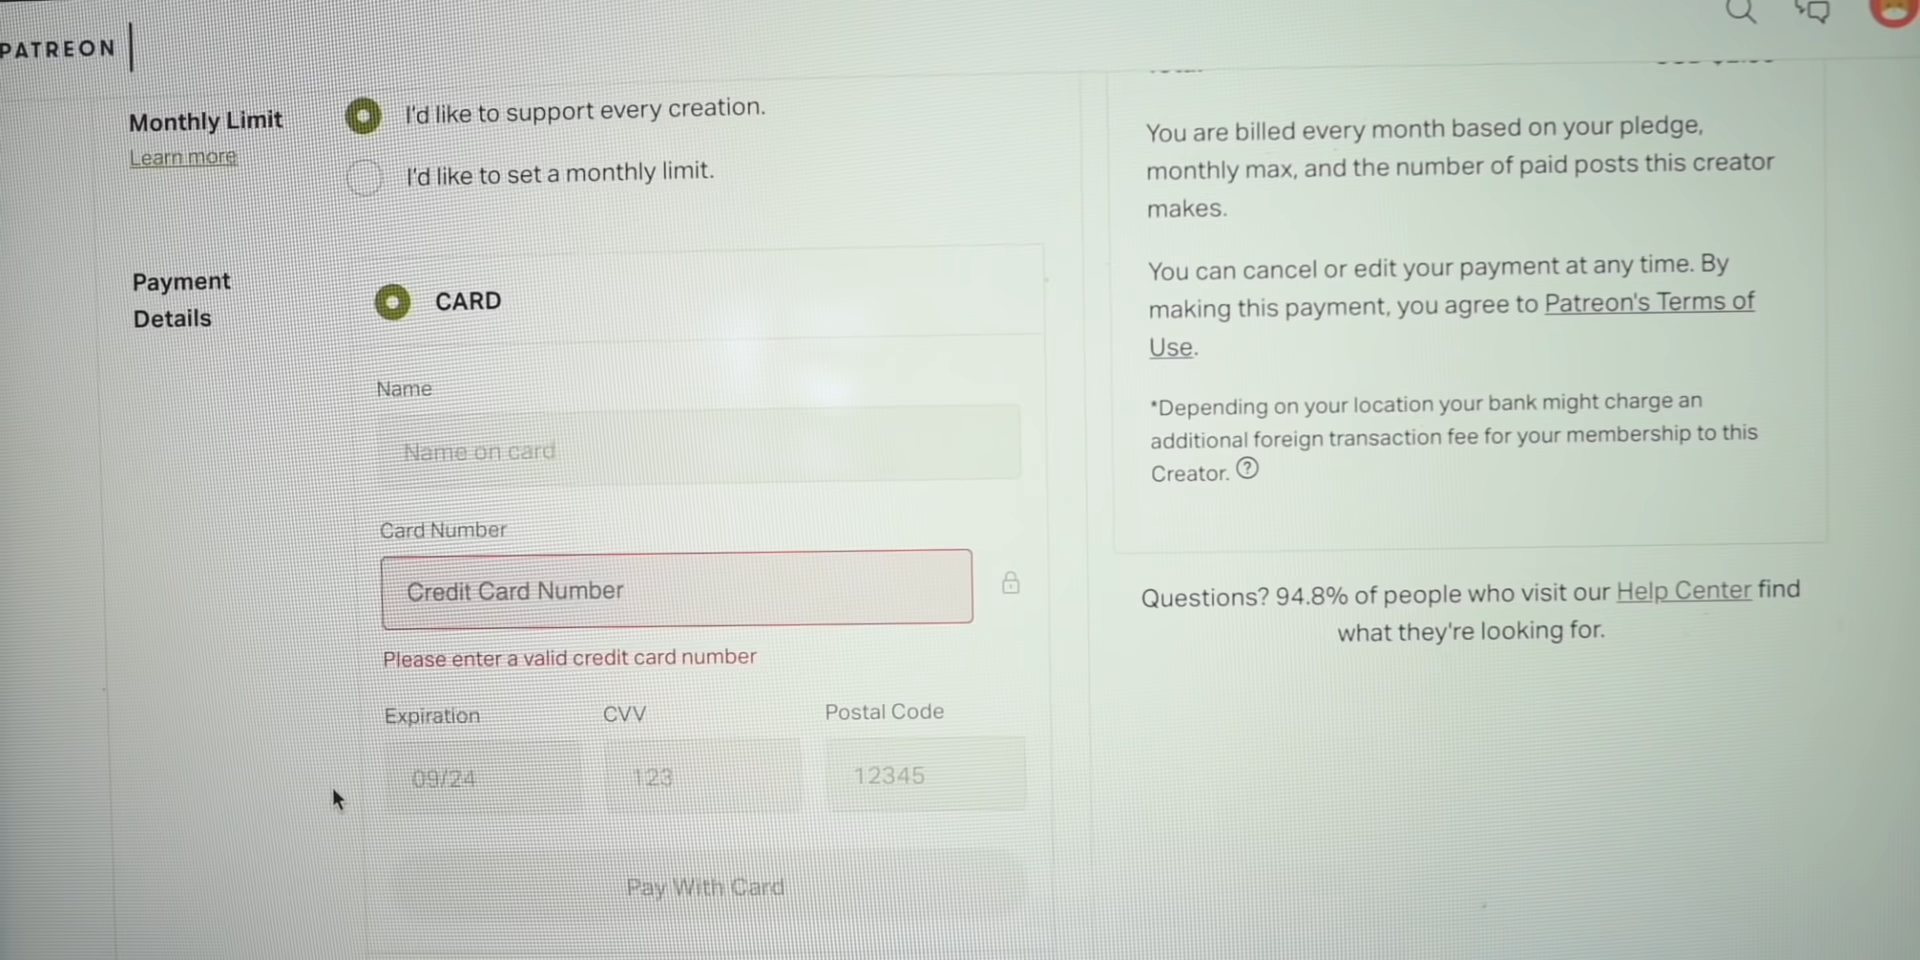 PATREON
Monthly Limit
Learn more
I'd like to support every creation.
I'd like to set a monthly limit.
Payment
Details
CARD
Name
Name on card
Card Number
Credit Card Number
Please enter a valid credit card number
Expiration
CVV
Postal Code
09/24
123
12345
Pay With Card
You are billed every month based on your pledge,
monthly max, and the number of paid posts this creator
makes.
You can cancel or edit your payment at any time. By
making this payment, you agree to Patreon's Terms of
Use.
*Depending on your location your bank might charge an
additional foreign transaction fee for your membership to this
Creator. ?
Questions? 94.8% of people who visit our Help Center find
what they're looking for.